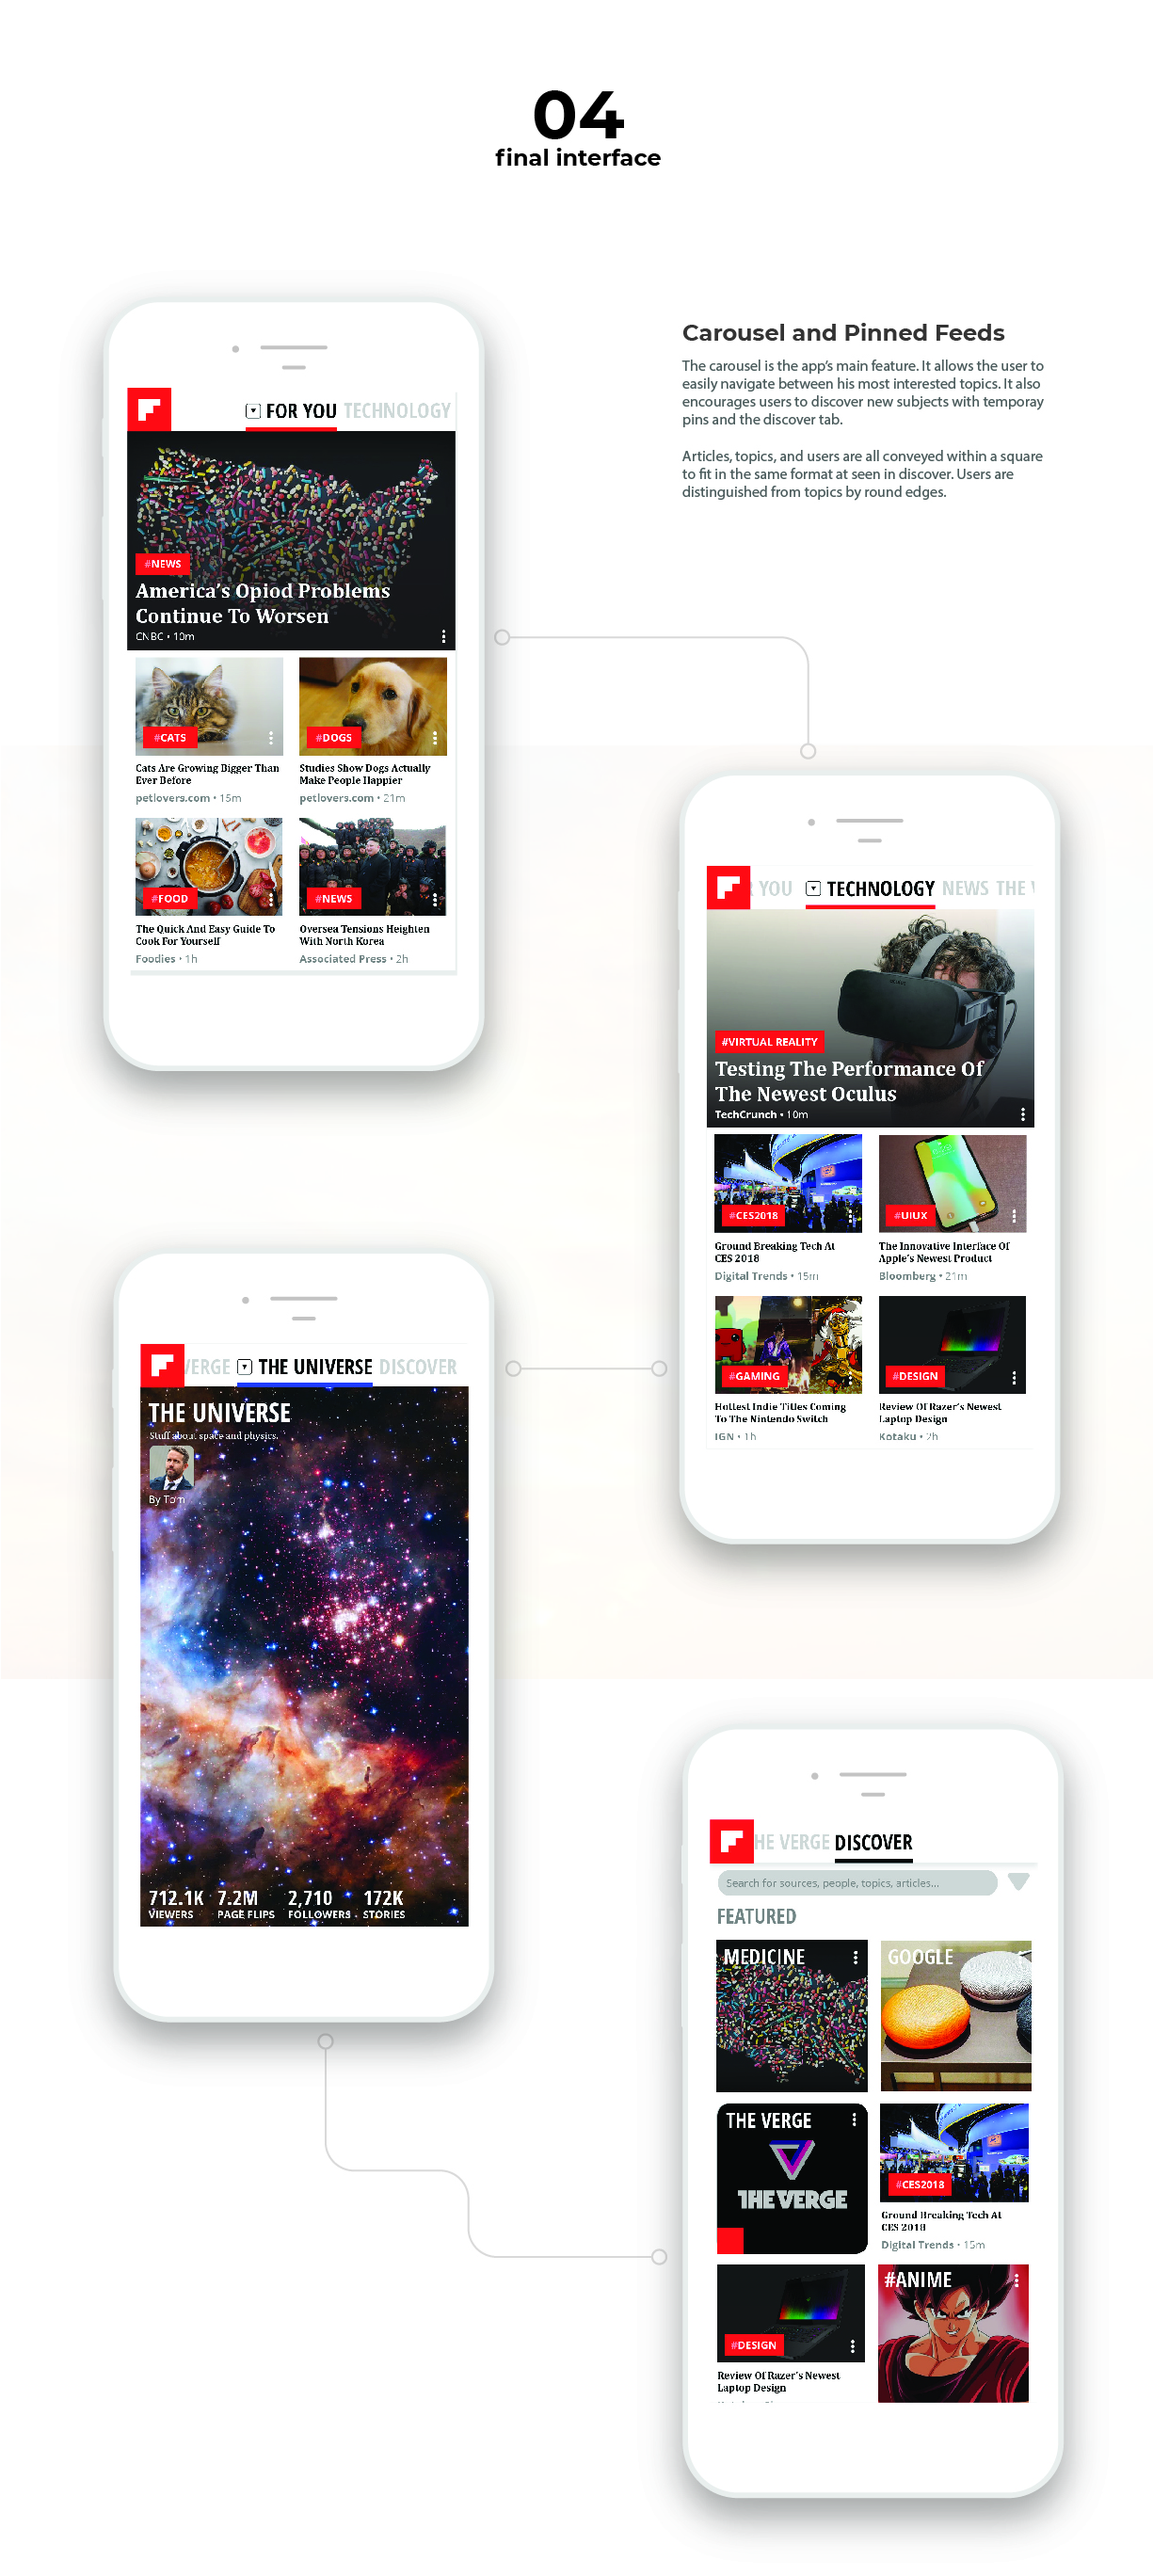 04
final interface
Carousel and Pinned Feeds
The carousel is the app's main feature. It allows the user to
easily navigate between his most interested topics. It also
encourages users to discover new subjects with temporay
pins and the discover tab.
Articles, topics, and users are all conveyed within a square
to fit in the same format at seen in discover. Users are
distinguished from topics by round edges.
FOR YOU TECHNOLOGY
#NEWS
America's Opiod Problems
Continue To Worsen
CNBC • 10m
#CATS
Cats Are Growing Bigger Than
Ever Before
petlovers.com • 15m
#DOGS
Studies Show Dogs Actually
Make People Happier
petlovers.com • 21m
#FOOD
The Quick And Easy Guide To
Cook For Yourself
Foodies • 1h
#NEWS
Oversea Tensions Heighten
With North Korea
Associated Press • 2h
YOU TECHNOLOGY NEWS THE
#VIRTUAL REALITY
Testing The Performance Of
The Newest Oculus
TechCrunch • 10m
#CES2018
Ground Breaking Tech At
CES 2018
Digital Trends • 15m
#UIUX
The Innovative Interface Of
Apple's Newest Product
Bloomberg • 21m
#GAMING
Hottest Indie Titles Coming
To The Nintendo Switch
IGN • 1h
#DESIGN
Review Of Razer's Newest
Laptop Design
Kotaku • 2h
VERGE THE UNIVERSE DISCOVER
THE UNIVERSE
Stuff about space and physics.
By Tom
712.1K 7.2M 2,710 172K
VIEWERS PAGE FLIPS FOLLOWERS STORIES
HE VERGE DISCOVER
Search for sources, people, topics, articles...
FEATURED
MEDICINE
GOOGLE
THE VERGE
THE VERGE
#CES2018
Ground Breaking Tech At
CES 2018
Digital Trends • 15m
#DESIGN
Review Of Razer's Newest
Laptop Design
#ANIME